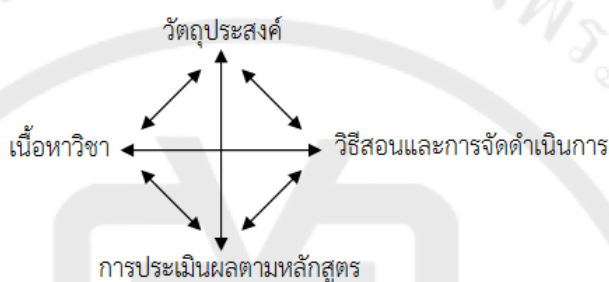 วัตถุประสงค์
เนื้อหาวิชา
วิธีสอนและการจัดดำเนินการ
การประเมินผลตามหลักสูตร